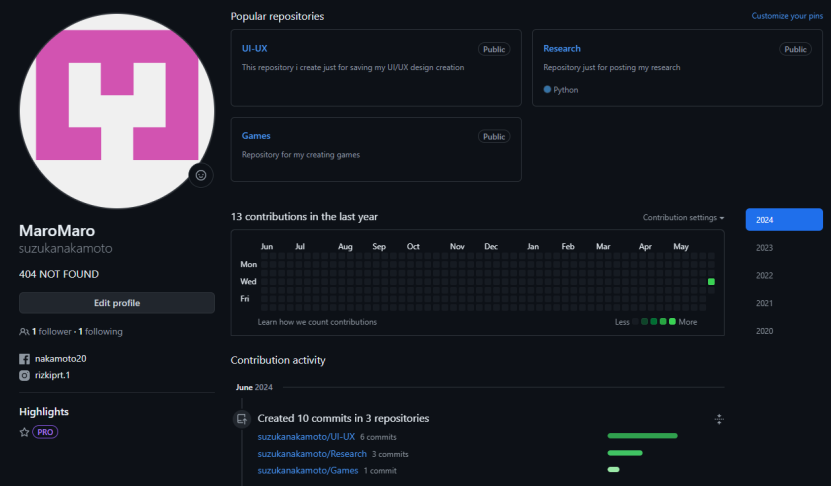 Popular repositories
Customize your pins
UI-UX
Public
This repository i create just for saving my UI/UX design creation
Research
Public
Repository just for posting my research
Python
Games
Public
Repository for my creating games
MaroMaro
suzukanakamoto
404 NOT FOUND
Edit profile
1 follower · 1 following
nakamoto20
rizkiprt.1
Highlights
PRO
13 contributions in the last year
Contribution settings
2024
2023
2022
2021
2020
Jun Jul Aug Sep Oct Nov Dec Jan Feb Mar Apr May
Mon
Wed
Fri
Learn how we count contributions
Less More
Contribution activity
June 2024
Created 10 commits in 3 repositories
suzukanakamoto/UI-UX 6 commits
suzukanakamoto/Research 3 commits
suzukanakamoto/Games 1 commit